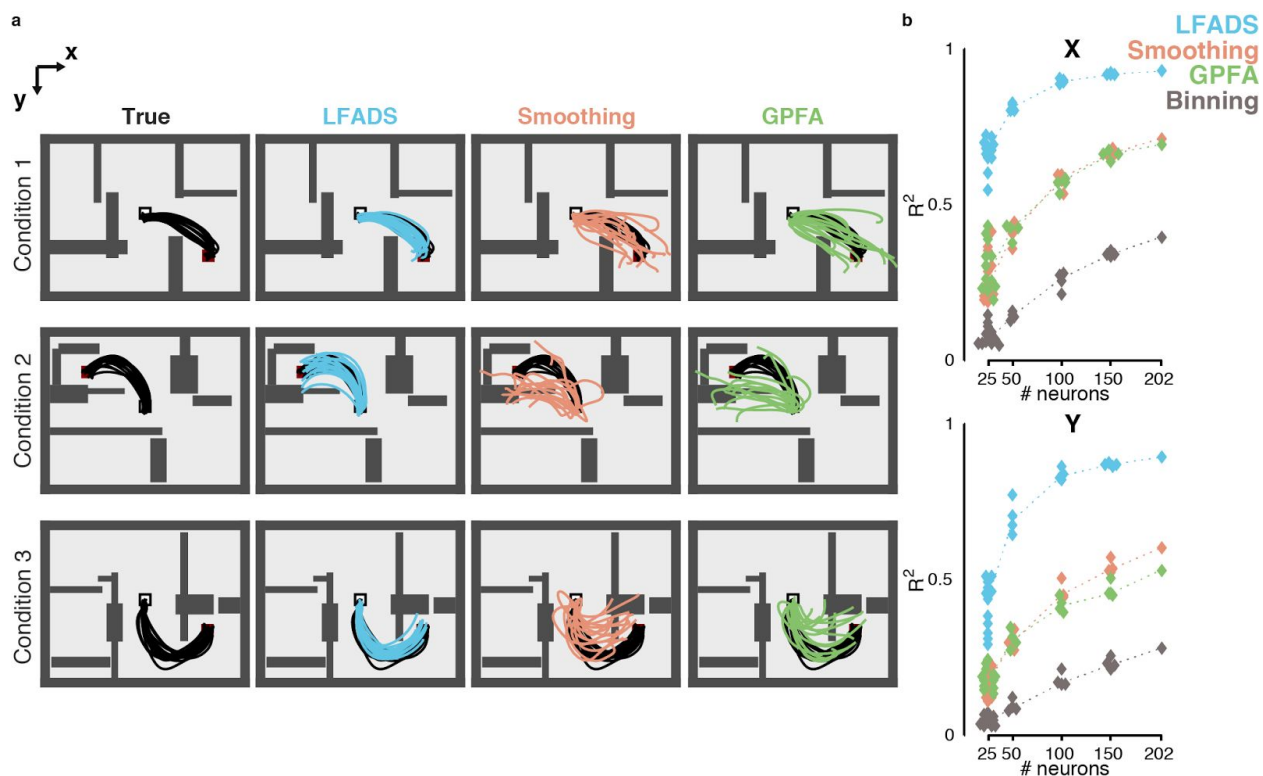 a
x
y
True
LFADS
Smoothing
GPFA
Condition 1
Condition 2
Condition 3
b
LFADS
Smoothing
GPFA
Binning
X
1
0.5
0
R²
25 50 100 150 202
# neurons
Y
1
0.5
0
R²
25 50 100 150 202
# neurons